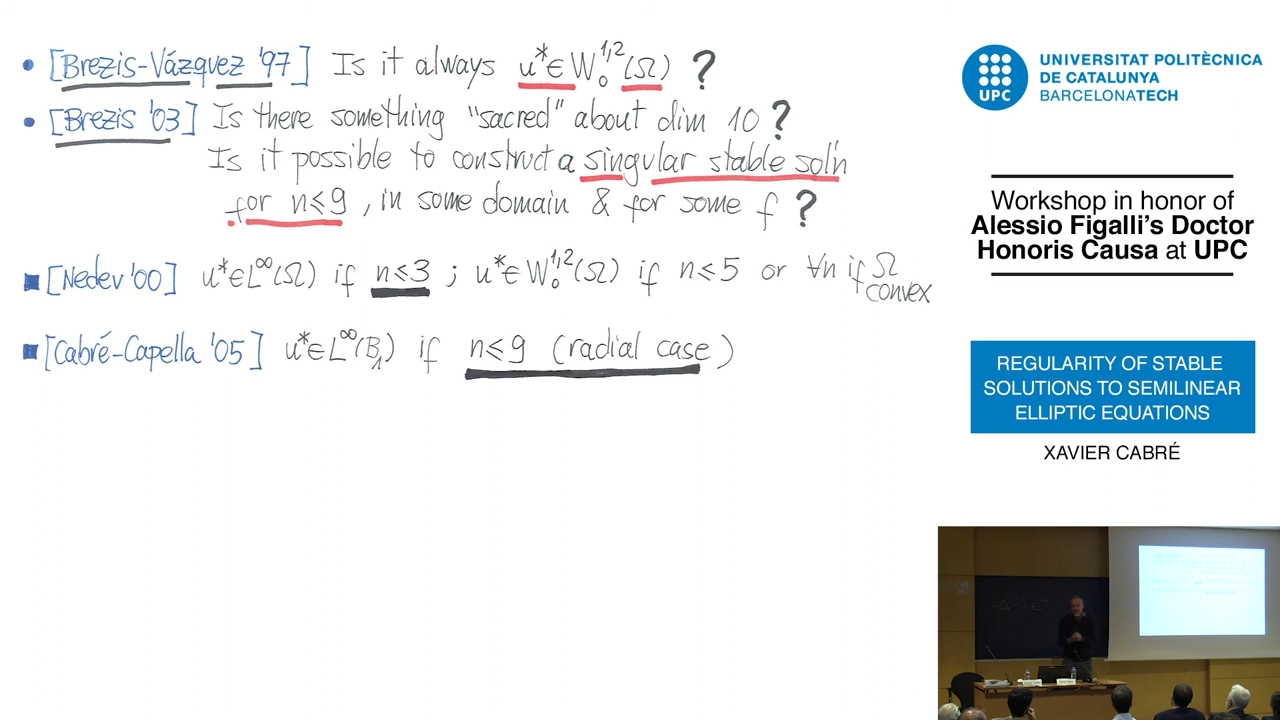 • [Brezis-Vázquez '97] Is it always u*∈W₀^{1,2}(Ω) ?
• [Brezis '03] Is there something "sacred" about dim 10 ?
Is it possible to construct a singular stable sol'n
for n≤9, in some domain & for some f ?
■ [Nedev '00] u*∈L^∞(Ω) if n≤3 ; u*∈W₀^{1,2}(Ω) if n≤5 or ∀n if Ω
convex
■ [Cabré-Capella '05] u*∈L^∞(B₁) if n≤9 (radial case)
UPC
UNIVERSITAT POLITÈCNICA
DE CATALUNYA
BARCELONATECH
Workshop in honor of
Alessio Figalli's Doctor
Honoris Causa at UPC
REGULARITY OF STABLE
SOLUTIONS TO SEMILINEAR
ELLIPTIC EQUATIONS
XAVIER CABRÉ